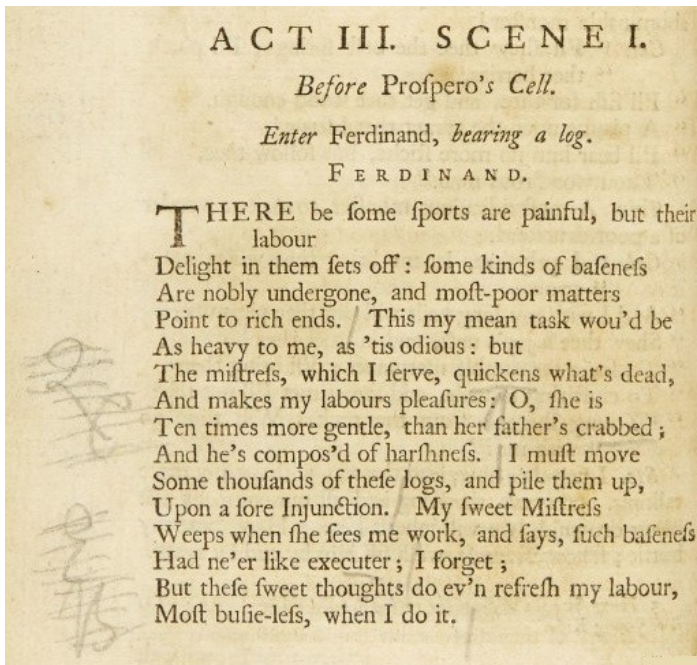 ACT III. SCENE I.
Before Proſpero's Cell.
Enter Ferdinand, bearing a log.
FERDINAND.
THERE be ſome ſports are painful, but their
labour
Delight in them ſets off: ſome kinds of baſeneſs
Are nobly undergone, and moſt-poor matters
Point to rich ends. This my mean task wou'd be
As heavy to me, as 'tis odious: but
The miſtreſs, which I ſerve, quickens what's dead,
And makes my labours pleaſures: O, ſhe is
Ten times more gentle, than her father's crabbed;
And he's compos'd of harſhneſs. I muſt move
Some thouſands of theſe logs, and pile them up,
Upon a ſore Injunction. My ſweet Miſtreſs
Weeps when ſhe ſees me work, and ſays, ſuch baſeneſs
Had ne'er like executer; I forget;
But theſe ſweet thoughts do ev'n refreſh my labour,
Moſt buſie-leſs, when I do it.